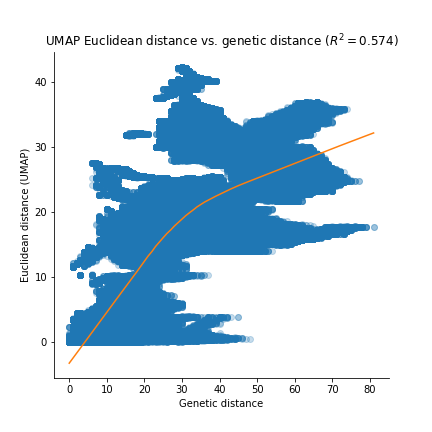 UMAP Euclidean distance vs. genetic distance (R² = 0.574)
Euclidean distance (UMAP)
40
30
20
10
0
0 10 20 30 40 50 60 70 80
Genetic distance